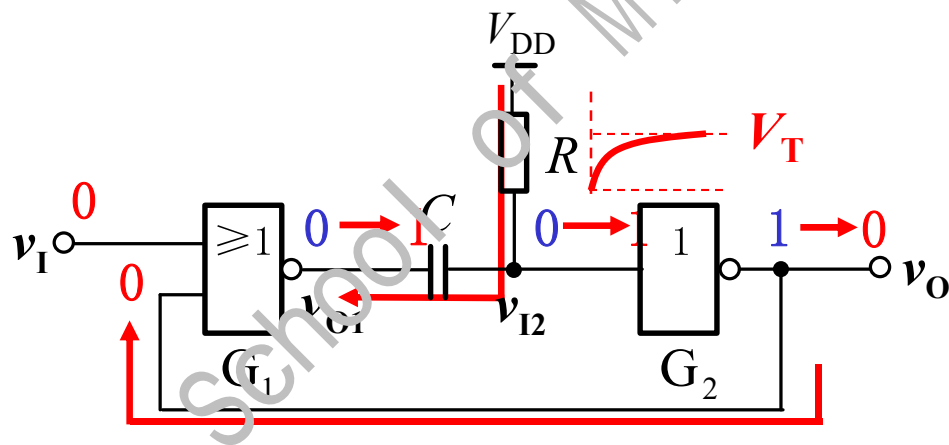 V_DD
R
V_T
0
v_I
0
≥1
0 1
C
v_O1
v_I2
0 1
1
1 0
v_O
G_1
G_2
School of M